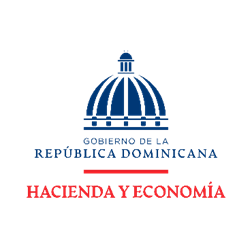 GOBIERNO DE LA
REPÚBLICA DOMINICANA
HACIENDA Y ECONOMÍA